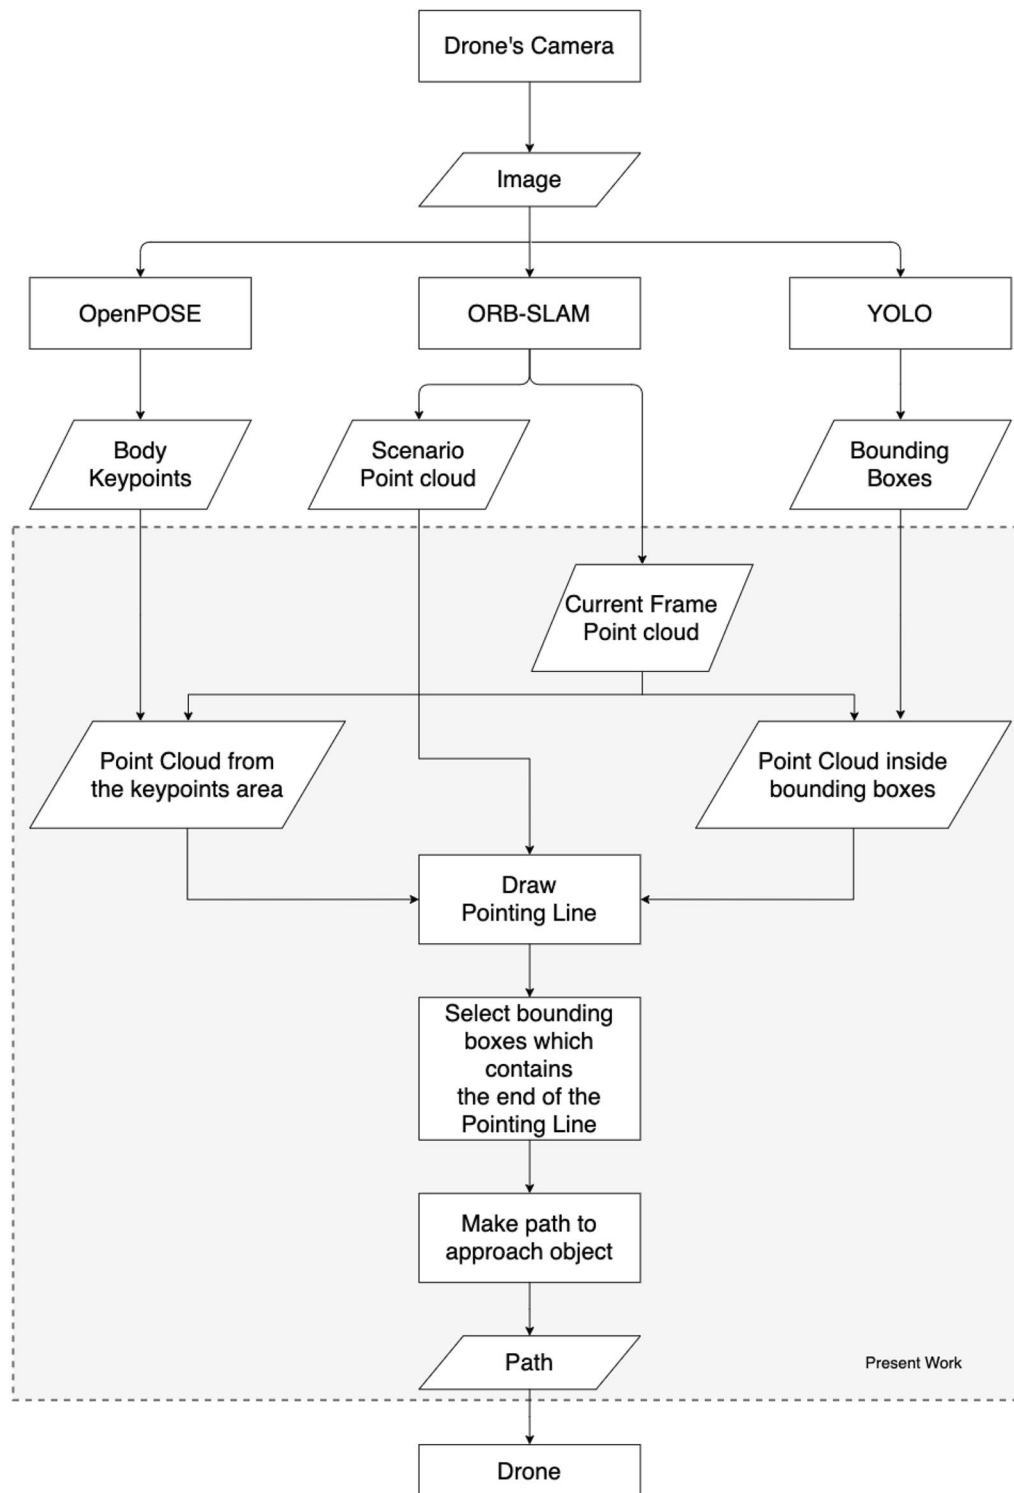 Drone's Camera
Image
OpenPOSE
ORB-SLAM
YOLO
Body
Keypoints
Scenario
Point cloud
Bounding
Boxes
Current Frame
Point cloud
Point Cloud from
the keypoints area
Point Cloud inside
bounding boxes
Draw
Pointing Line
Select bounding
boxes which
contains
the end of the
Pointing Line
Make path to
approach object
Path
Present Work
Drone